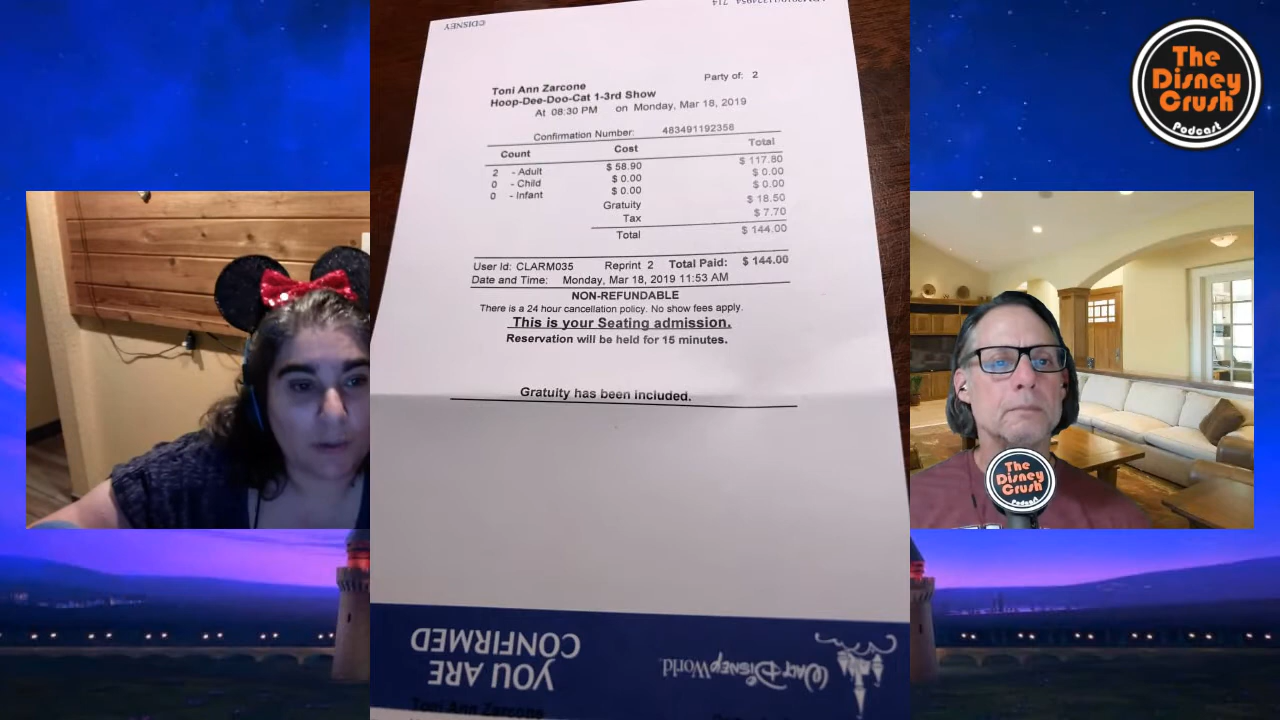 ©DISNEY
714
Toni Ann Zarcone
Party of: 2
Hoop-Dee-Doo-Cat 1-3rd Show
At 08:30 PM on Monday, Mar 18, 2019
Confirmation Number: 483491192358
Count Cost Total
2 - Adult $ 58.90 $ 117.80
0 - Child $ 0.00 $ 0.00
0 - Infant $ 0.00 $ 0.00
Gratuity $ 18.50
Tax $ 7.70
Total $ 144.00
User Id: CLARM035 Reprint 2 Total Paid: $ 144.00
Date and Time: Monday, Mar 18, 2019 11:53 AM
NON-REFUNDABLE
There is a 24 hour cancellation policy. No show fees apply.
This is your Seating admission.
Reservation will be held for 15 minutes.
Gratuity has been included.
YOU ARE
CONFIRMED
Walt Disney World
Toni Ann Zarcone
The
Disney
Crush
Podcast
The
Disney
Crush
Podcast